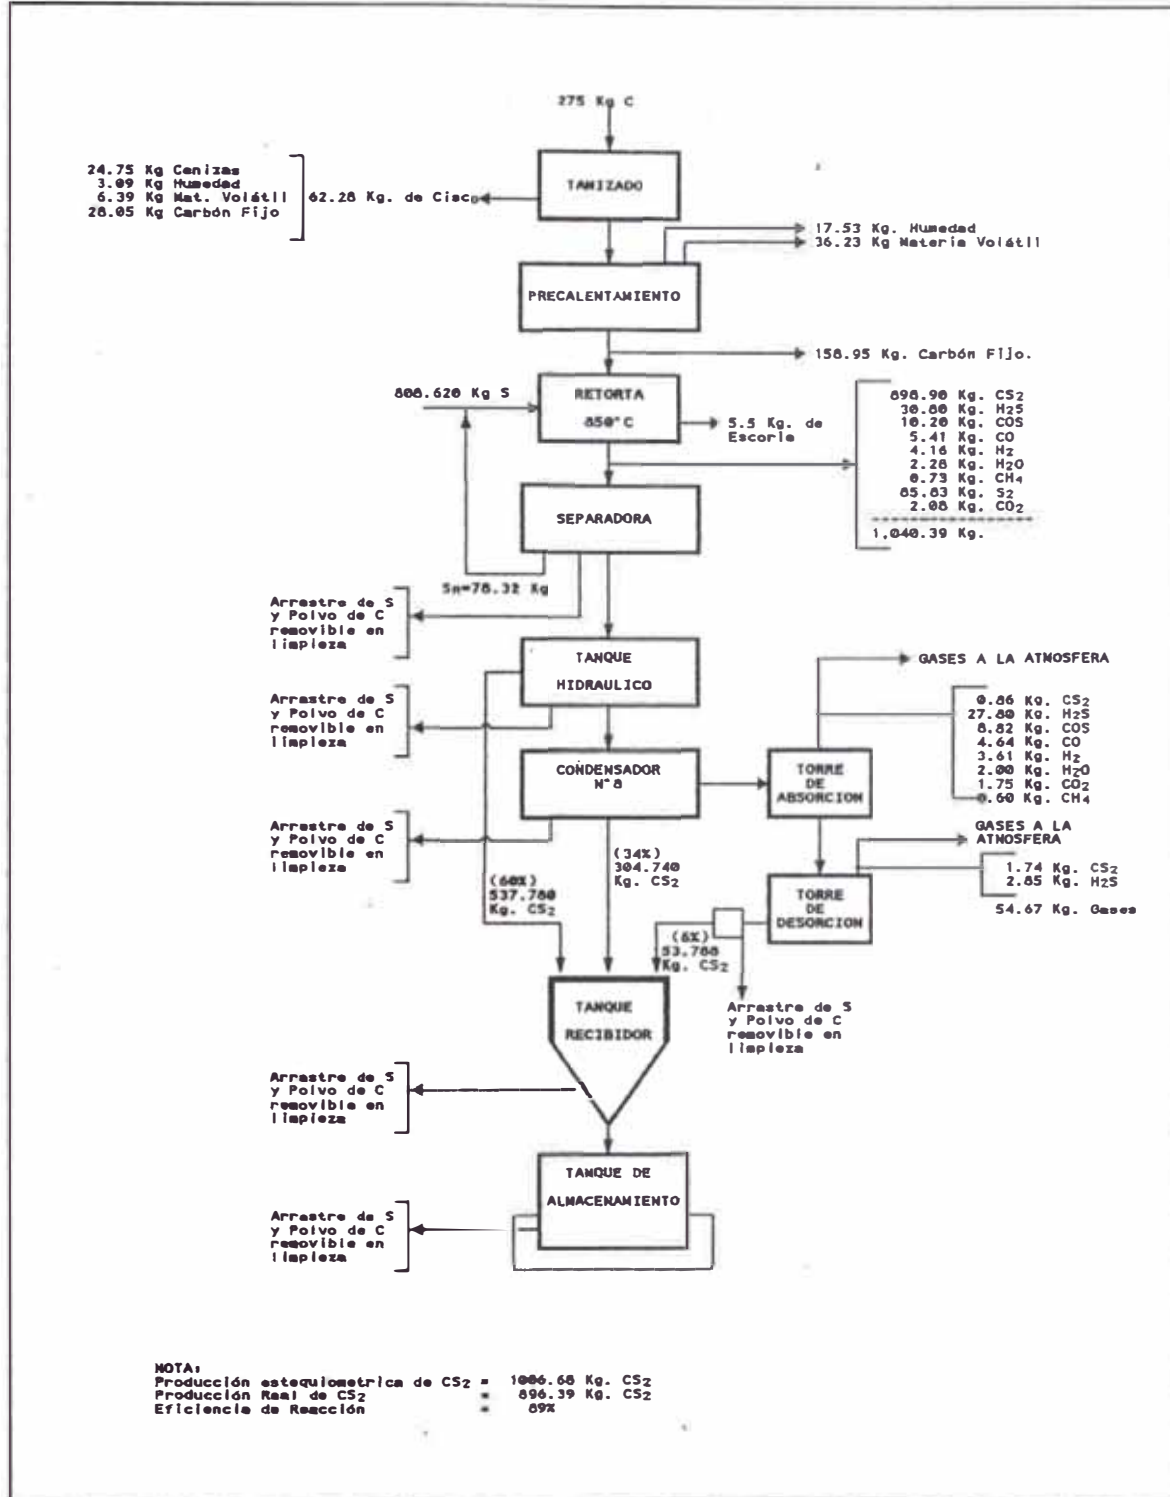 275 Kg C
TAMIZADO
24.75 Kg Cenizas
3.09 Kg Humedad
6.39 Kg Mat. Volátil
28.05 Kg Carbón Fijo
62.28 Kg. de Cisco
17.53 Kg. Humedad
36.23 Kg Materia Volátil
PRECALENTAMIENTO
158.95 Kg. Carbón Fijo.
808.620 Kg S
RETORTA
850°C
5.5 Kg. de
Escoria
898.90 Kg. CS2
30.80 Kg. H2S
10.20 Kg. COS
5.41 Kg. CO
4.16 Kg. H2
2.28 Kg. H2O
0.73 Kg. CH4
85.83 Kg. S2
2.08 Kg. CO2
1,040.39 Kg.
SEPARADORA
Sn=78.32 Kg
Arrastre de S
y Polvo de C
removible en
limpieza
TANQUE
HIDRAULICO
GASES A LA ATMOSFERA
Arrastre de S
y Polvo de C
removible en
limpieza
0.86 Kg. CS2
27.80 Kg. H2S
8.82 Kg. COS
4.64 Kg. CO
3.61 Kg. H2
2.00 Kg. H2O
1.75 Kg. CO2
0.60 Kg. CH4
CONDENSADOR
N°8
TORRE
DE
ABSORCION
Arrastre de S
y Polvo de C
removible en
limpieza
GASES A LA
ATMOSFERA
(34%)
304.740
Kg. CS2
(60%)
537.780
Kg. CS2
1.74 Kg. CS2
2.85 Kg. H2S
54.67 Kg. Gases
TORRE
DE
DESORCION
(6%)
53.788
Kg. CS2
TANQUE
RECIBIDOR
Arrastre de S
y Polvo de C
removible en
limpieza
Arrastre de S
y Polvo de C
removible en
limpieza
TANQUE DE
ALMACENAMIENTO
Arrastre de S
y Polvo de C
removible en
limpieza
NOTA:
Producción estequiometrica de CS2 = 1006.68 Kg. CS2
Producción Real de CS2 = 896.39 Kg. CS2
Eficiencia de Reacción = 89%